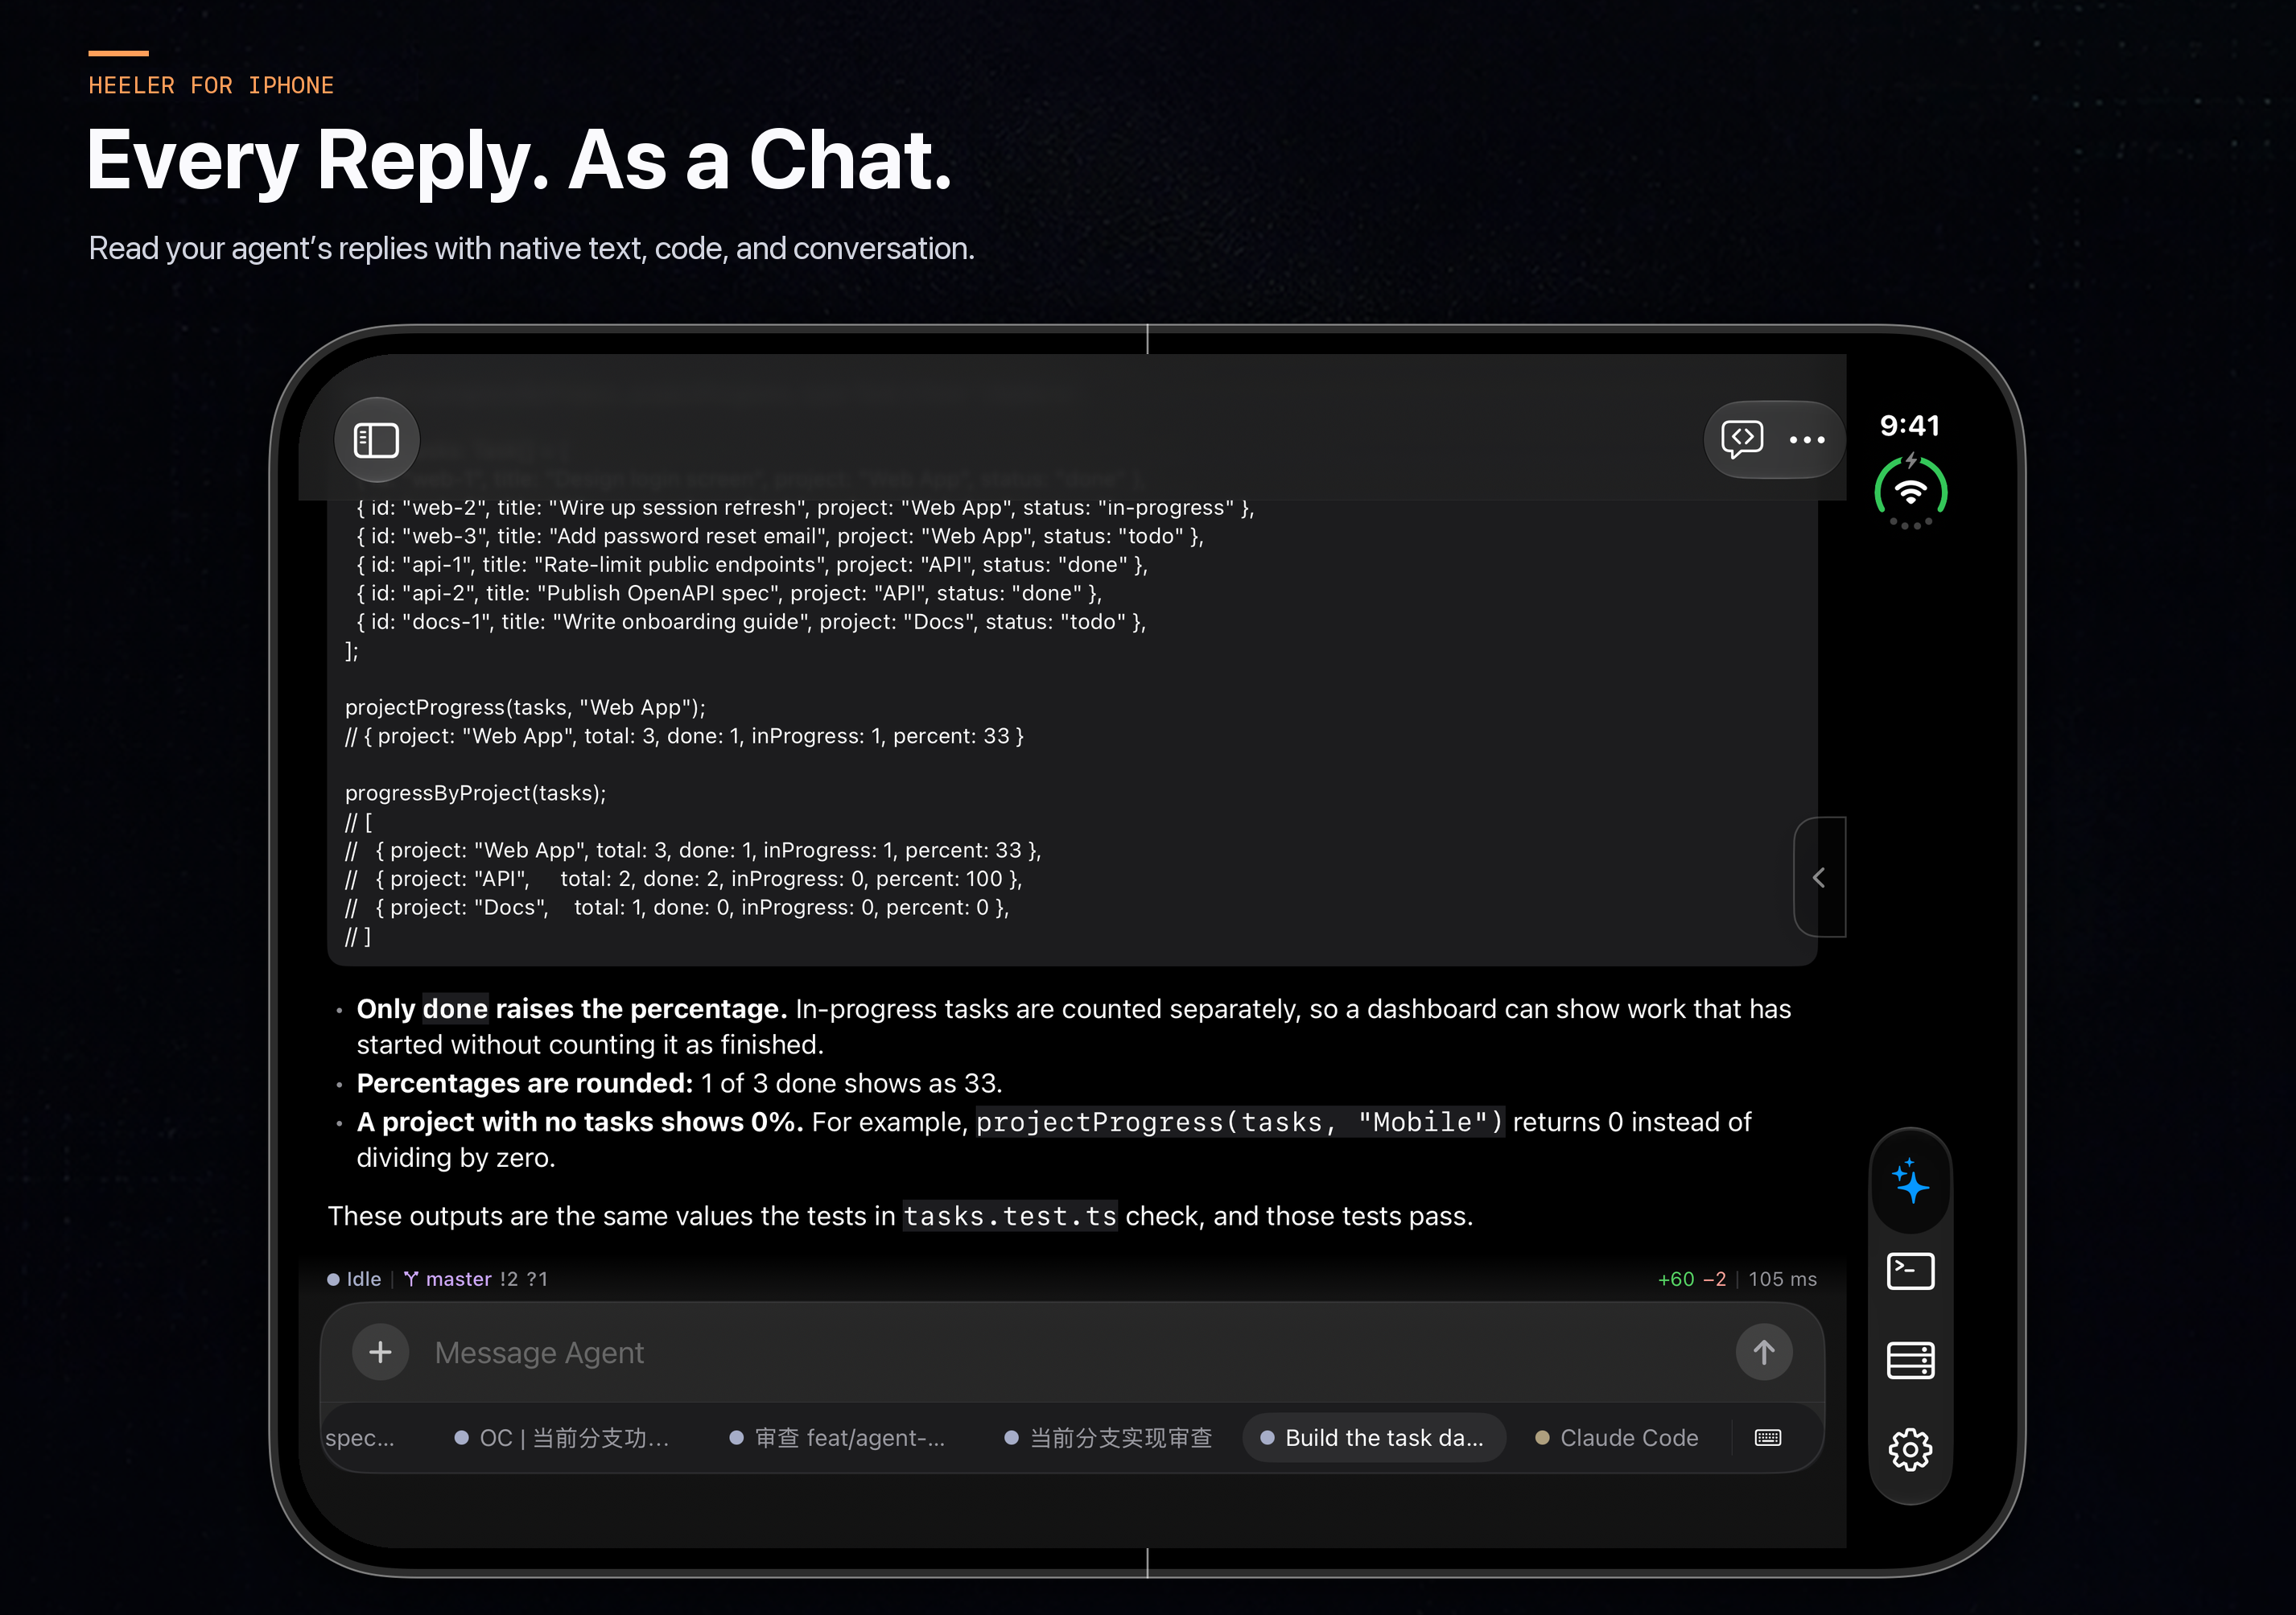 HEELER FOR IPHONE
Every Reply. As a Chat.
Read your agent’s replies with native text, code, and conversation.
9:41
{ id: "web-2", title: "Wire up session refresh", project: "Web App", status: "in-progress" },
{ id: "web-3", title: "Add password reset email", project: "Web App", status: "todo" },
{ id: "api-1", title: "Rate-limit public endpoints", project: "API", status: "done" },
{ id: "api-2", title: "Publish OpenAPI spec", project: "API", status: "done" },
{ id: "docs-1", title: "Write onboarding guide", project: "Docs", status: "todo" },
];
projectProgress(tasks, "Web App");
// { project: "Web App", total: 3, done: 1, inProgress: 1, percent: 33 }
progressByProject(tasks);
// [
//   { project: "Web App", total: 3, done: 1, inProgress: 1, percent: 33 },
//   { project: "API",     total: 2, done: 2, inProgress: 0, percent: 100 },
//   { project: "Docs",    total: 1, done: 0, inProgress: 0, percent: 0 },
// ]
• Only done raises the percentage. In-progress tasks are counted separately, so a dashboard can show work that has
started without counting it as finished.
• Percentages are rounded: 1 of 3 done shows as 33.
• A project with no tasks shows 0%. For example, projectProgress(tasks, "Mobile") returns 0 instead of
dividing by zero.
These outputs are the same values the tests in tasks.test.ts check, and those tests pass.
Idle | master !2 ?1
+60 −2 | 105 ms
Message Agent
spec...
OC | 当前分支功...
审查 feat/agent-...
当前分支实现审查
Build the task da...
Claude Code